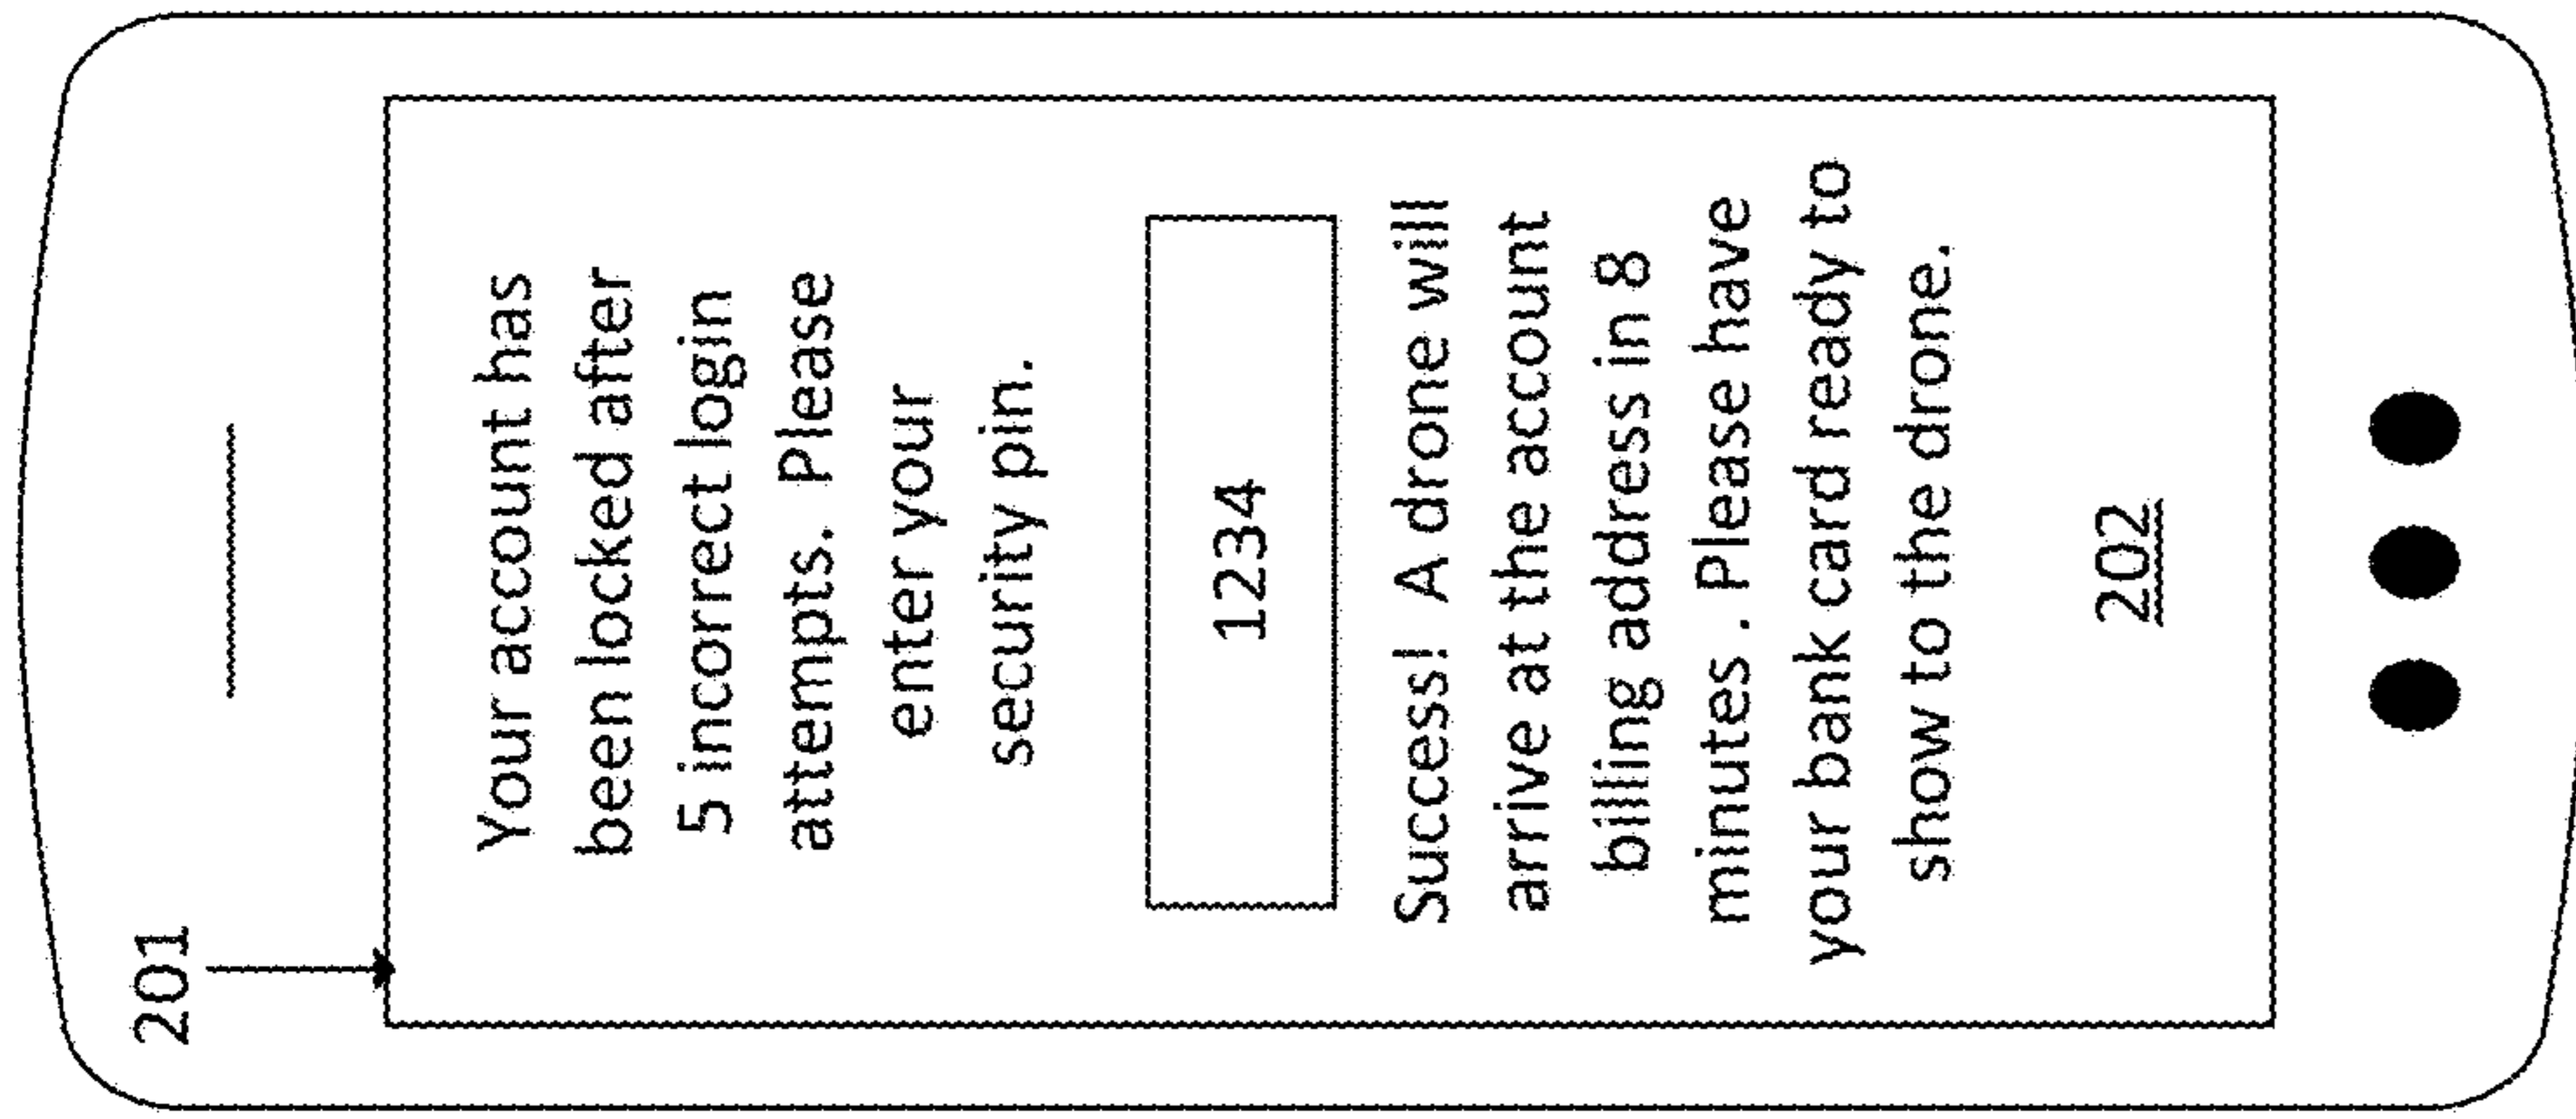 201
Your account has
been locked after
5 incorrect login
attempts. Please
enter your
security pin.
1234
Success! A drone will
arrive at the account
billing address in 8
minutes. Please have
your bank card ready to
show to the drone.
202